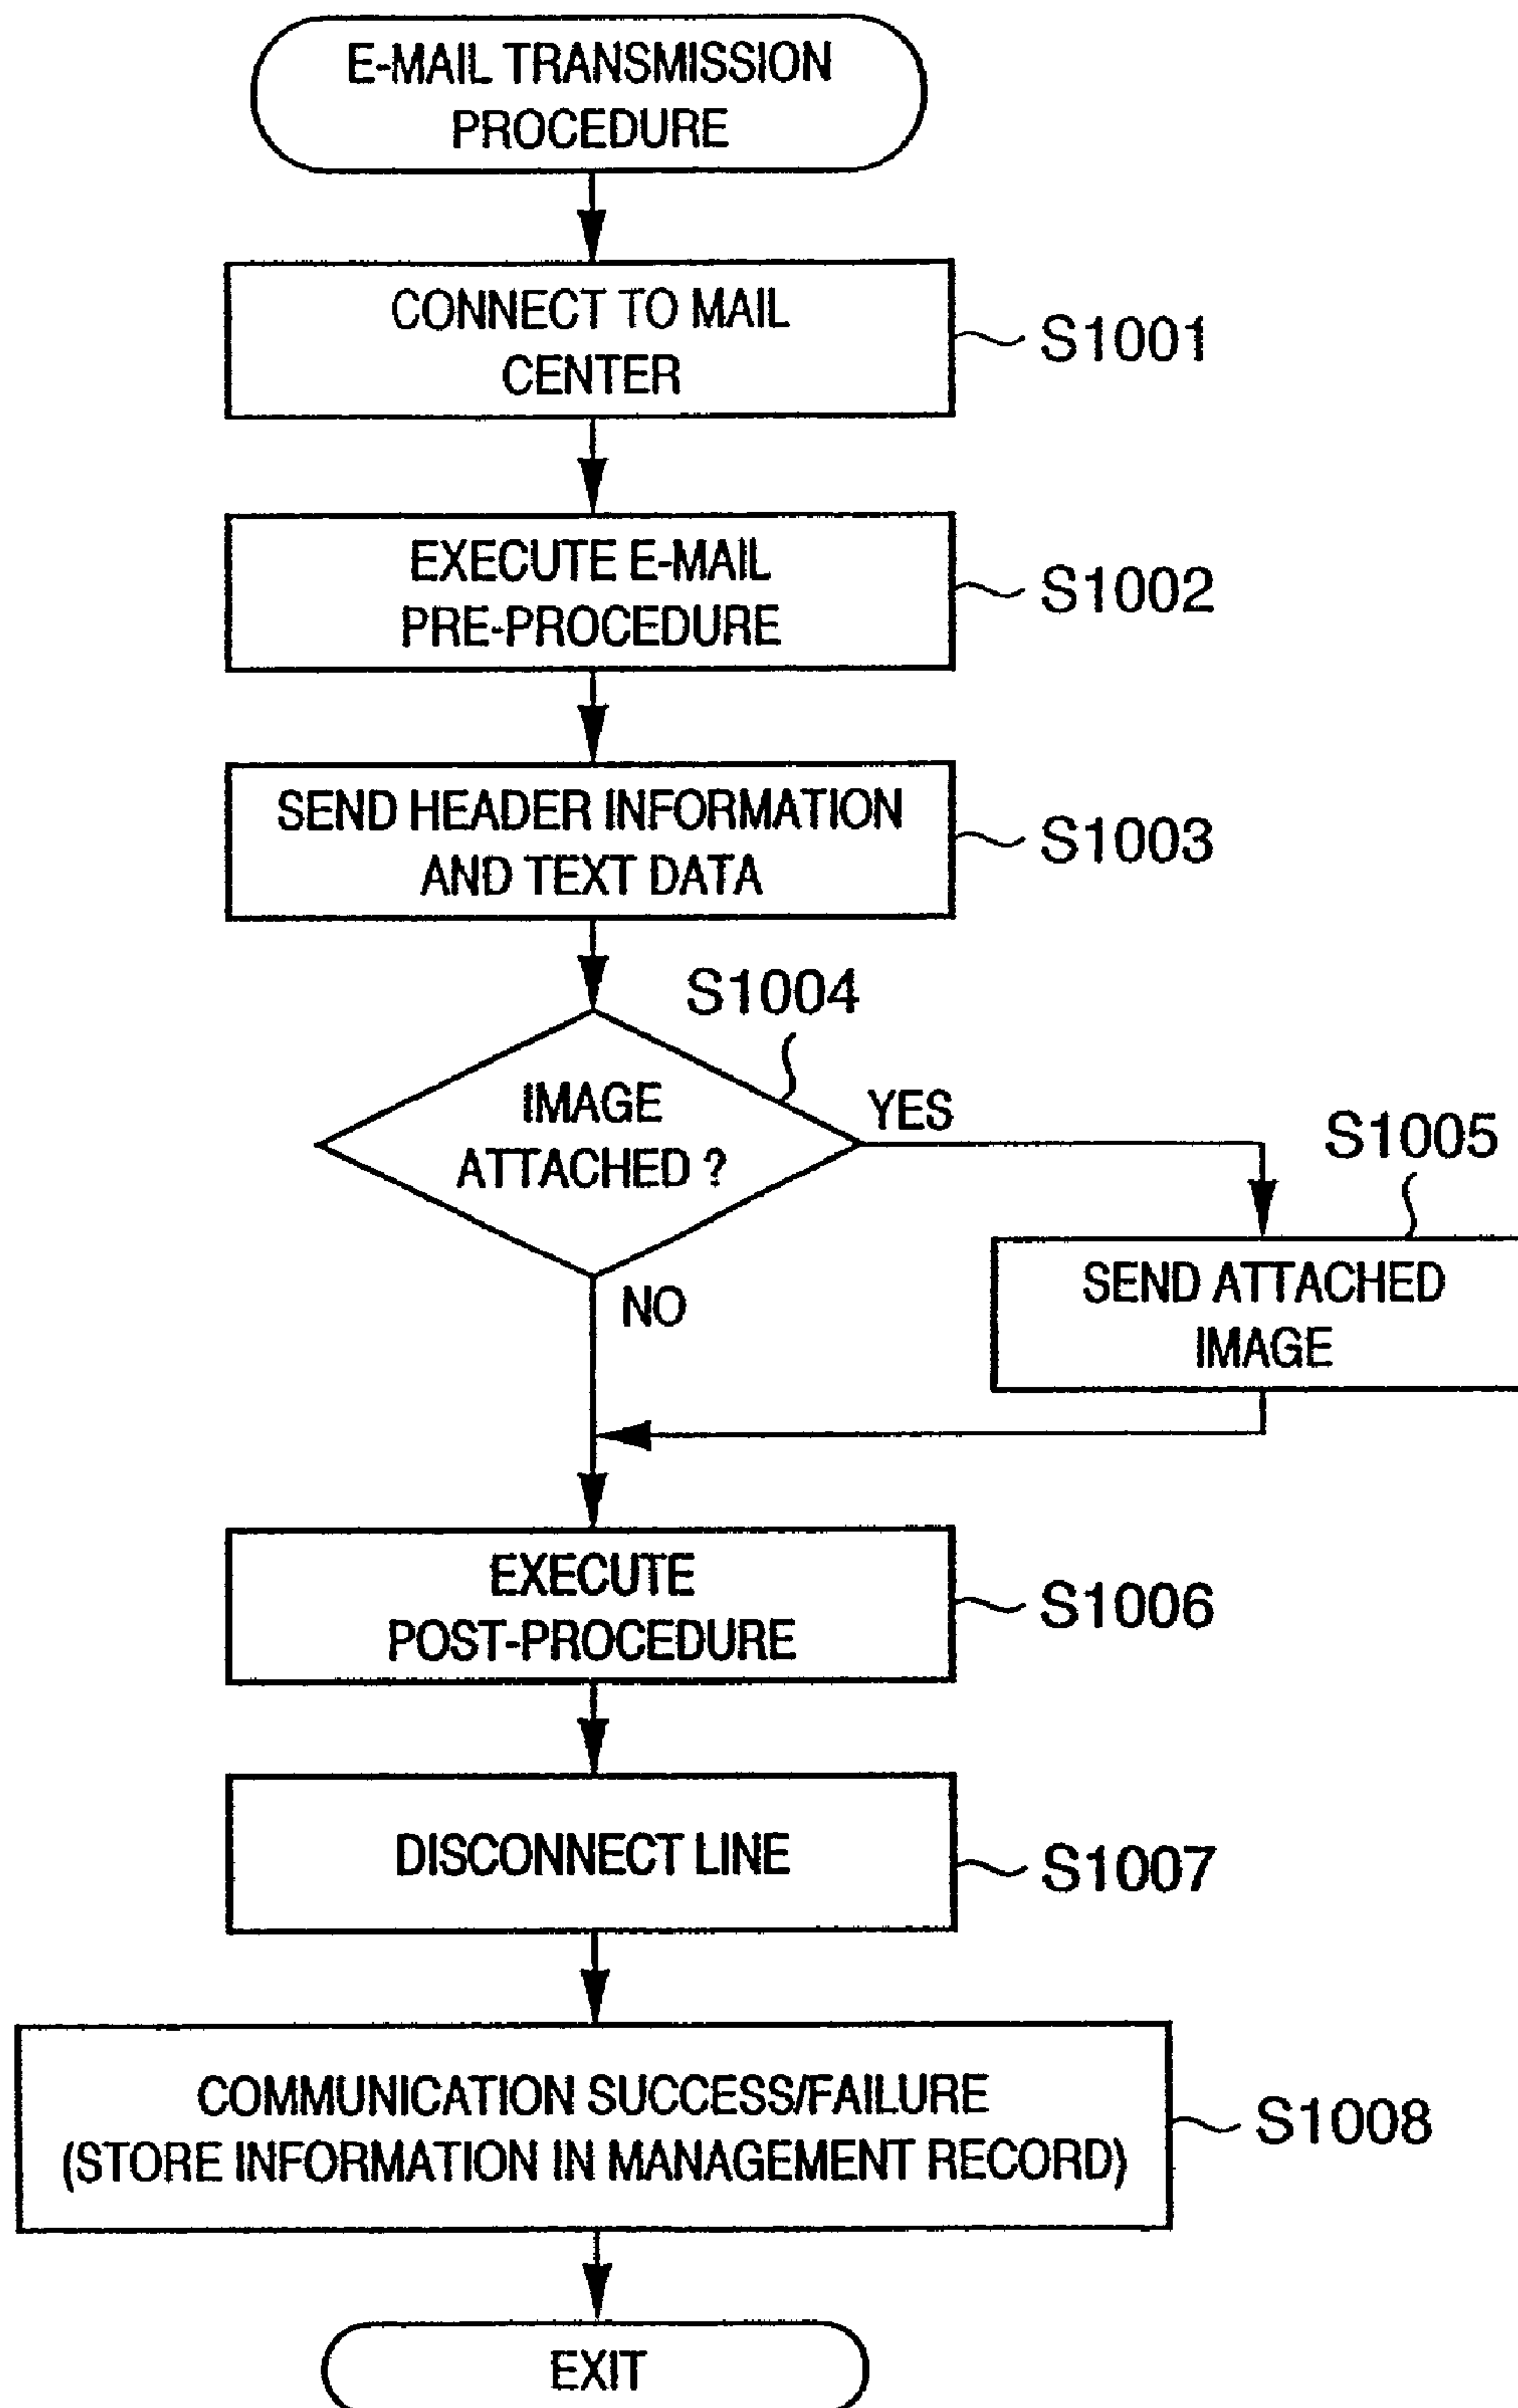 E-MAIL TRANSMISSION
PROCEDURE
CONNECT TO MAIL
CENTER
S1001
EXECUTE E-MAIL
PRE-PROCEDURE
S1002
SEND HEADER INFORMATION
AND TEXT DATA
S1003
S1004
IMAGE
ATTACHED ?
YES
NO
S1005
SEND ATTACHED
IMAGE
EXECUTE
POST-PROCEDURE
S1006
DISCONNECT LINE
S1007
COMMUNICATION SUCCESS/FAILURE
(STORE INFORMATION IN MANAGEMENT RECORD)
S1008
EXIT